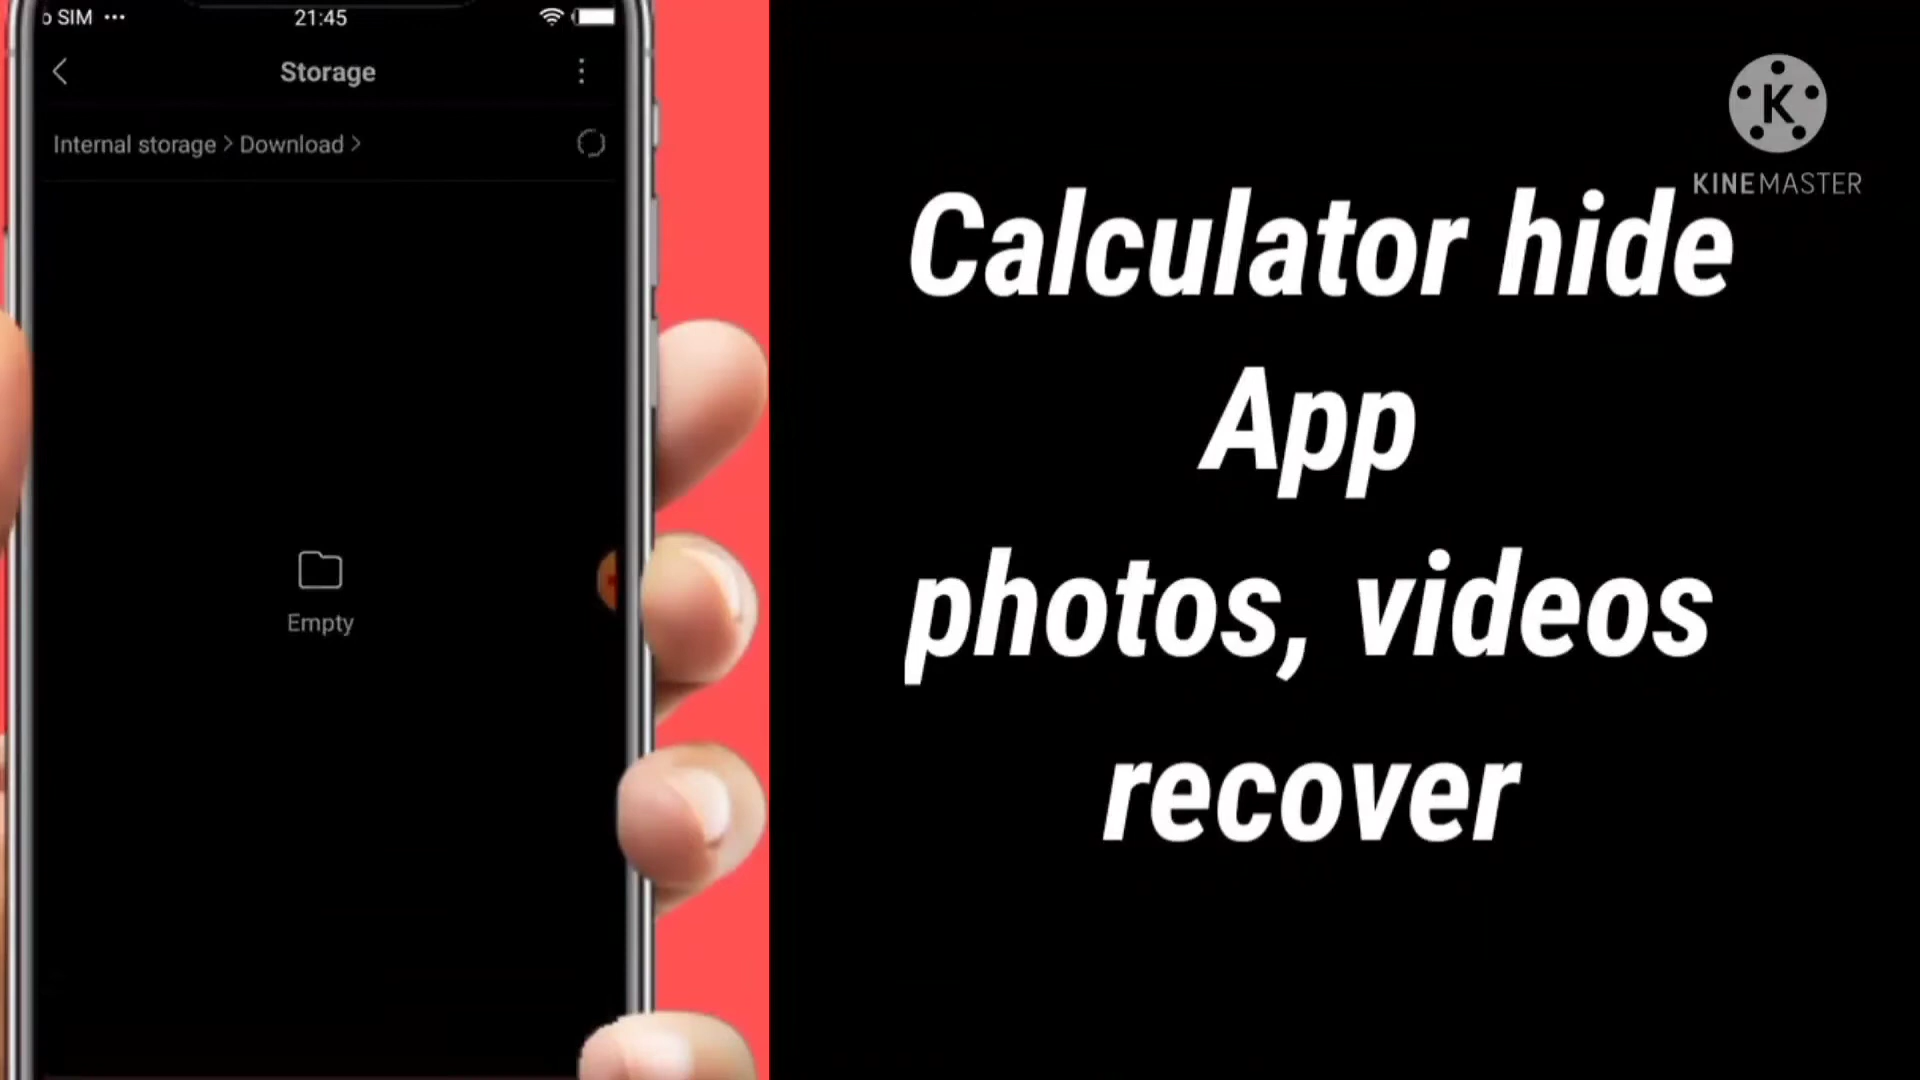 o SIM ...
21:45
Storage
Internal storage > Download >
Empty
KINEMASTER
Calculator hide
App
photos, videos
recover